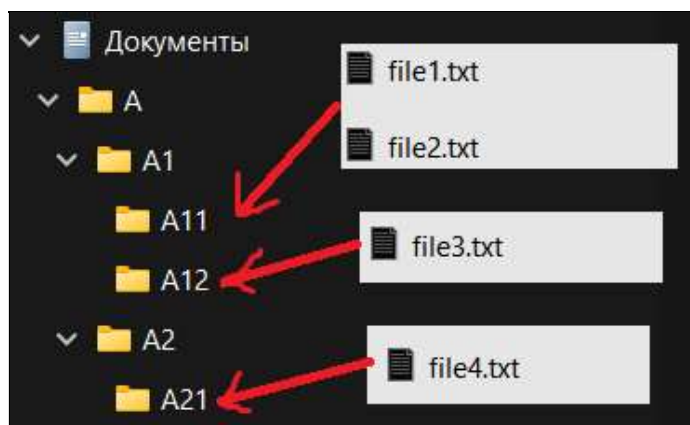 Документы
file1.txt
A
file2.txt
A1
A11
file3.txt
A12
A2
file4.txt
A21